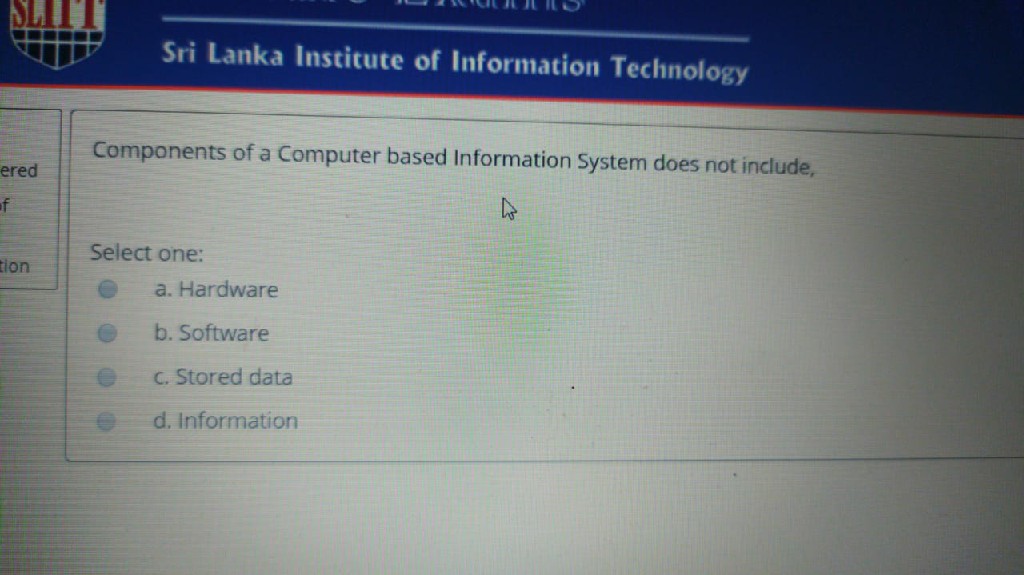 SLIIT
Sri Lanka Institute of Information Technology
ered
of
tion
Components of a Computer based Information System does not include,
Select one:
a. Hardware
b. Software
c. Stored data
d. Information